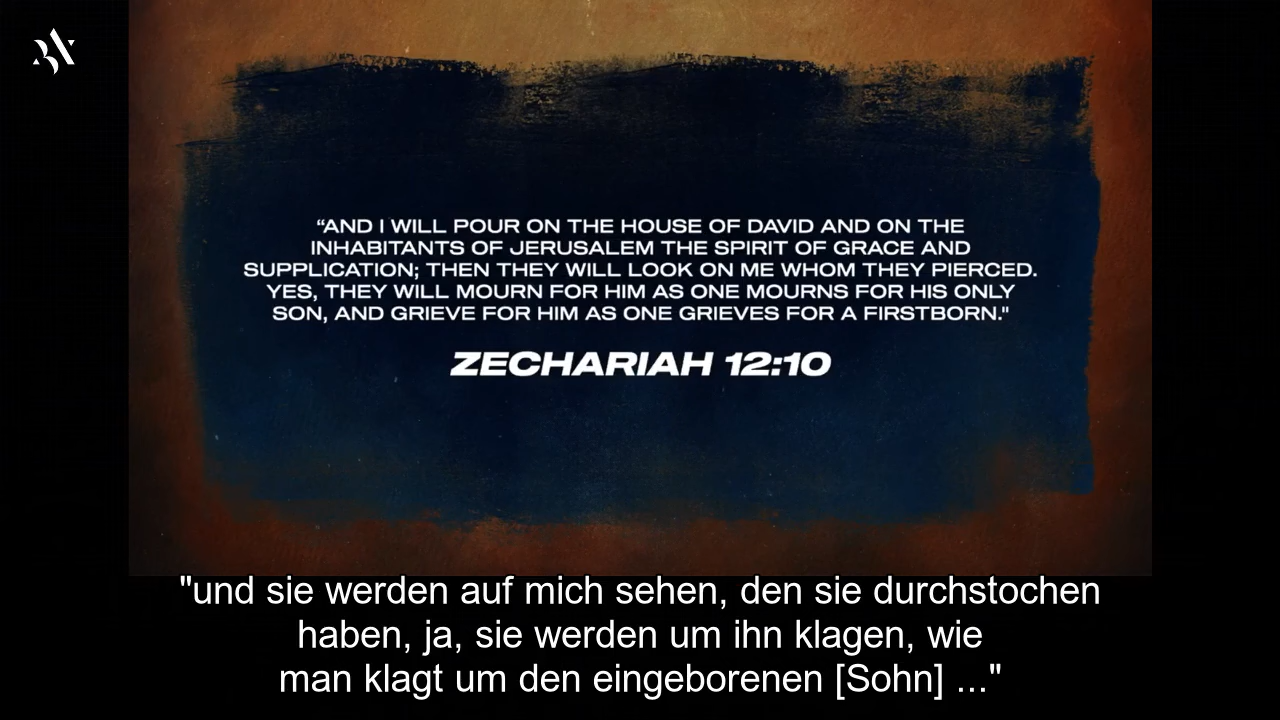 “AND I WILL POUR ON THE HOUSE OF DAVID AND ON THE
INHABITANTS OF JERUSALEM THE SPIRIT OF GRACE AND
SUPPLICATION; THEN THEY WILL LOOK ON ME WHOM THEY PIERCED.
YES, THEY WILL MOURN FOR HIM AS ONE MOURNS FOR HIS ONLY
SON, AND GRIEVE FOR HIM AS ONE GRIEVES FOR A FIRSTBORN."
ZECHARIAH 12:10
"und sie werden auf mich sehen, den sie durchstochen
haben, ja, sie werden um ihn klagen, wie
man klagt um den eingeborenen [Sohn] ..."